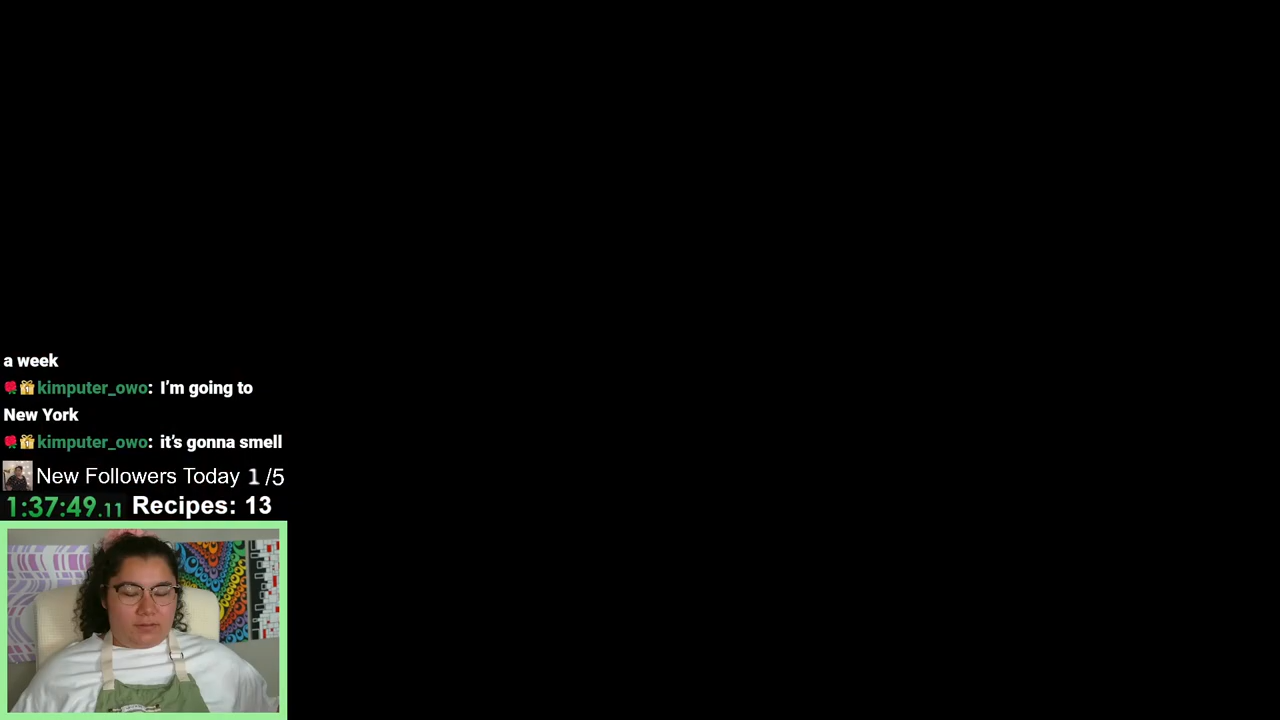 a week
kimputer_owo: I'm going to
New York
kimputer_owo: it's gonna smell
New Followers Today 1 /5
1:37:49.11 Recipes: 13